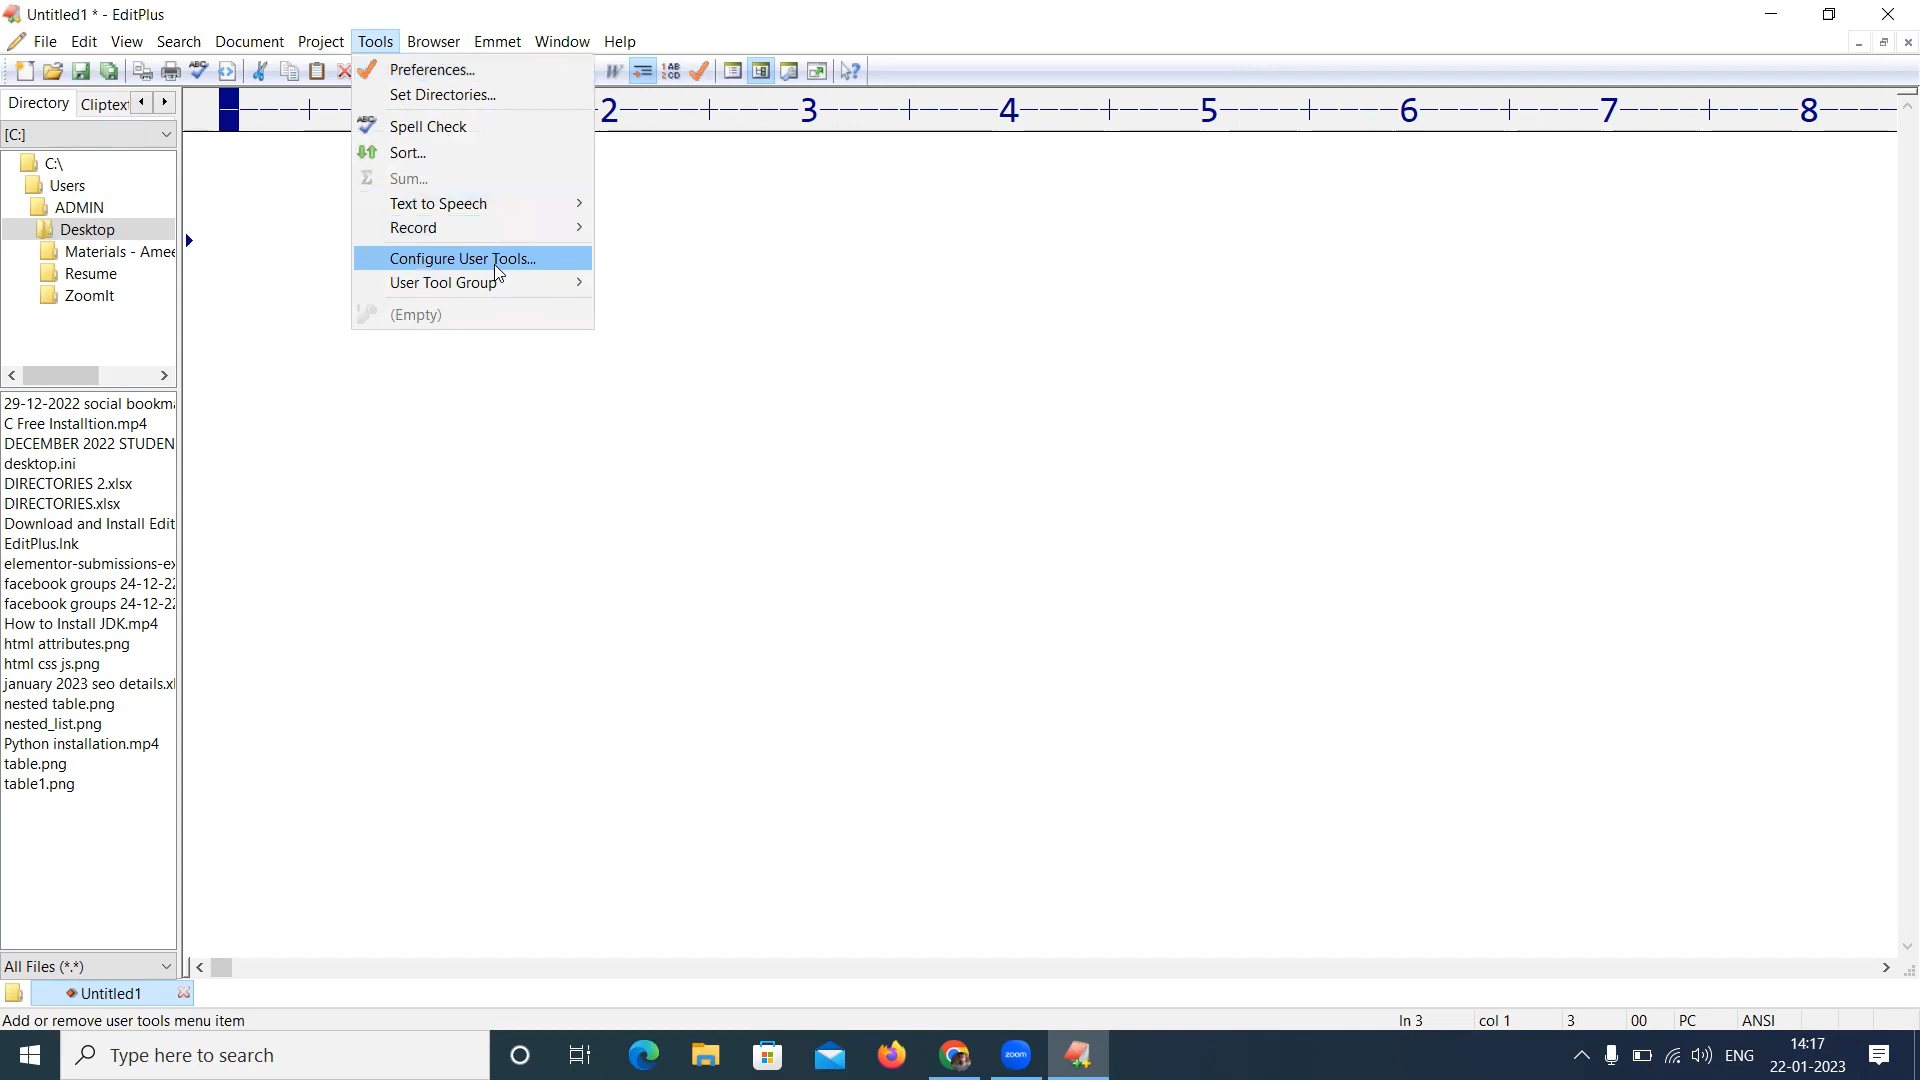 Untitled1 * - EditPlus
File Edit View Search Document Project Tools Browser Emmet Window Help
Directory Cliptext
[C:]
C:\
Users
ADMIN
Desktop
Materials - Amee
Resume
ZoomIt
Preferences...
Set Directories...
ABC Spell Check
Sort...
Sum...
Text to Speech
Record
Configure User Tools...
User Tool Group
(Empty)
2 3 4 5 6 7 8
29-12-2022 social bookma
C Free Installtion.mp4
DECEMBER 2022 STUDEN
desktop.ini
DIRECTORIES 2.xlsx
DIRECTORIES.xlsx
Download and Install Edit
EditPlus.lnk
elementor-submissions-ex
facebook groups 24-12-22
facebook groups 24-12-22
How to Install JDK.mp4
html attributes.png
html css js.png
january 2023 seo details.xl
nested table.png
nested_list.png
Python installation.mp4
table.png
table1.png
All Files (*.*)
Untitled1
Add or remove user tools menu item
ln 3 col 1 3 00 PC ANSI
Type here to search
zoom
ENG
14:17
22-01-2023